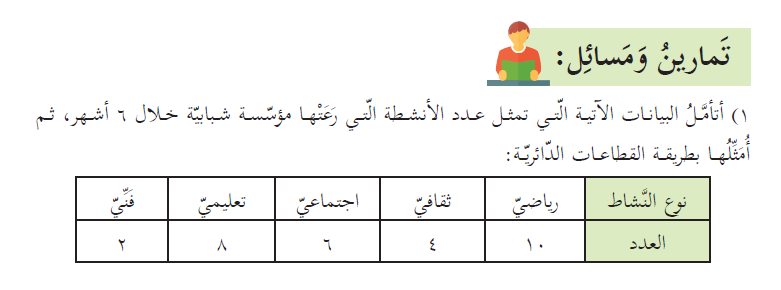 تَمارينُ وَمَسائِل:
١) أتأمَّلُ البيانات الآتية الّتي تمثل عدد الأنشطة الّتي رَعَتْها مؤسّسة شبابيّة خلال ٦ أشهر، ثم
أُمَثِّلُها بطريقة القطاعات الدّائريّة:
نوع النَّشاط رياضيّ ثقافيّ اجتماعيّ تعليميّ فَنِّيّ
العدد ١٠ ٤ ٦ ٨ ٢